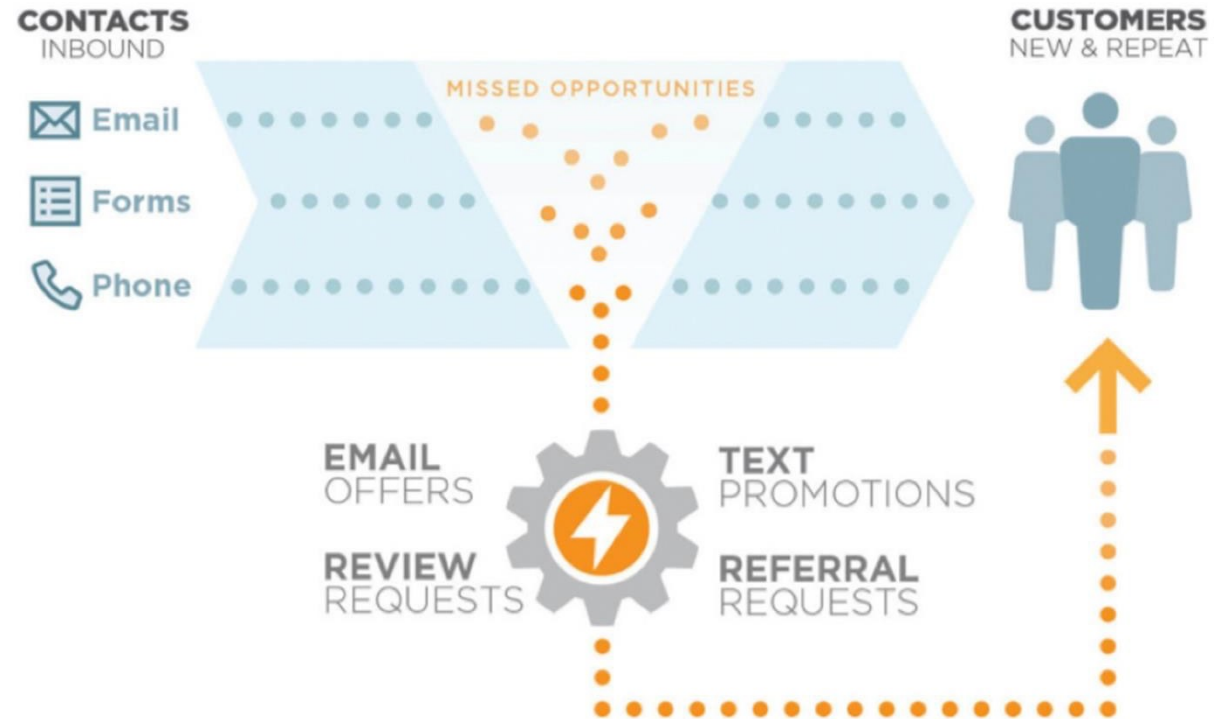 CONTACTS
INBOUND
Email
Forms
Phone
MISSED OPPORTUNITIES
CUSTOMERS
NEW & REPEAT
EMAIL
OFFERS
TEXT
PROMOTIONS
REVIEW
REQUESTS
REFERRAL
REQUESTS